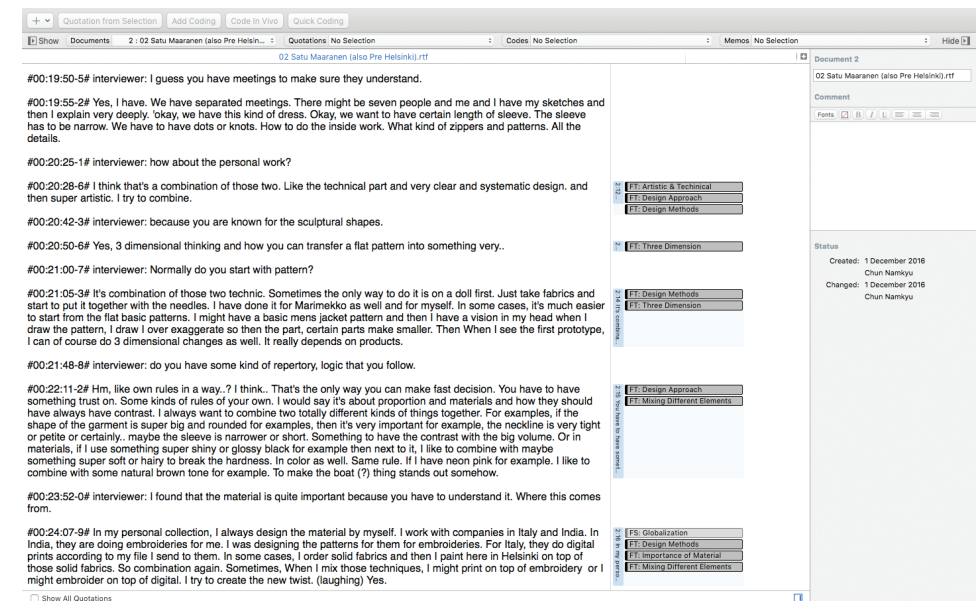 Quotation from Selection Add Coding Code In Vivo Quick Coding
Show Documents 2 : 02 Satu Maaranen (also Pre Helsin... Quotations No Selection Codes No Selection Memos No Selection Hide
02 Satu Maaranen (also Pre Helsinki).rtf
#00:19:50-5# interviewer: I guess you have meetings to make sure they understand.
#00:19:55-2# Yes, I have. We have separated meetings. There might be seven people and me and I have my sketches and
then I explain very deeply. 'okay, we have this kind of dress. Okay, we want to have certain length of sleeve. The sleeve
has to be narrow. We have to have dots or knots. How to do the inside work. What kind of zippers and patterns. All the
details.
#00:20:25-1# interviewer: how about the personal work?
#00:20:28-6# I think that's a combination of those two. Like the technical part and very clear and systematic design. and
then super artistic. I try to combine.
#00:20:42-3# interviewer: because you are known for the sculptural shapes.
#00:20:50-6# Yes, 3 dimensional thinking and how you can transfer a flat pattern into something very..
#00:21:00-7# interviewer: Normally do you start with pattern?
#00:21:05-3# It's combination of those two technic. Sometimes the only way to do it is on a doll first. Just take fabrics and
start to put it together with the needles. I have done it for Marimekko as well and for myself. In some cases, it's much easier
to start from the flat basic patterns. I might have a basic mens jacket pattern and then I have a vision in my head when I
draw the pattern, I draw I over exaggerate so then the part, certain parts make smaller. Then When I see the first prototype,
I can of course do 3 dimensional changes as well. It really depends on products.
#00:21:48-8# interviewer: do you have some kind of repertory, logic that you follow.
#00:22:11-2# Hm, like own rules in a way..? I think.. That's the only way you can make fast decision. You have to have
something trust on. Some kinds of rules of your own. I would say it's about proportion and materials and how they should
have always have contrast. I always want to combine two totally different kinds of things together. For examples, if the
shape of the garment is super big and rounded for examples, then it's very important for example, the neckline is very tight
or petite or certainly.. maybe the sleeve is narrower or short. Something to have the contrast with the big volume. Or in
materials, if I use something super shiny or glossy black for example then next to it, I like to combine with maybe
something super soft or hairy to break the hardness. In color as well. Same rule. If I have neon pink for example. I like to
combine with some natural brown tone for example. To make the boat (?) thing stands out somehow.
#00:23:52-0# interviewer: I found that the material is quite important because you have to understand it. Where this comes
from.
#00:24:07-9# In my personal collection, I always design the material by myself. I work with companies in Italy and India. In
India, they are doing embroideries for me. I was designing the patterns for them for embroideries. For Italy, they do digital
prints according to my file I send to them. In some cases, I order solid fabrics and then I paint here in Helsinki on top of
those solid fabrics. So combination again. Sometimes, When I mix those techniques, I might print on top of embroidery or I
might embroider on top of digital. I try to create the new twist. (laughing) Yes.
Show All Quotations
2:12...
FT: Artistic & Techinical
FT: Design Approach
FT: Design Methods
2...
FT: Three Dimension
2:14 It's combina...
FT: Design Methods
FT: Three Dimension
2:15 You have to have somet...
FT: Design Approach
FT: Mixing Different Elements
2:16 In my perso...
FS: Globalization
FT: Design Methods
FT: Importance of Material
FT: Mixing Different Elements
Document 2
02 Satu Maaranen (also Pre Helsinki).rtf
Comment
Fonts B I U
Status
Created: 1 December 2016
Chun Namkyu
Changed: 1 December 2016
Chun Namkyu